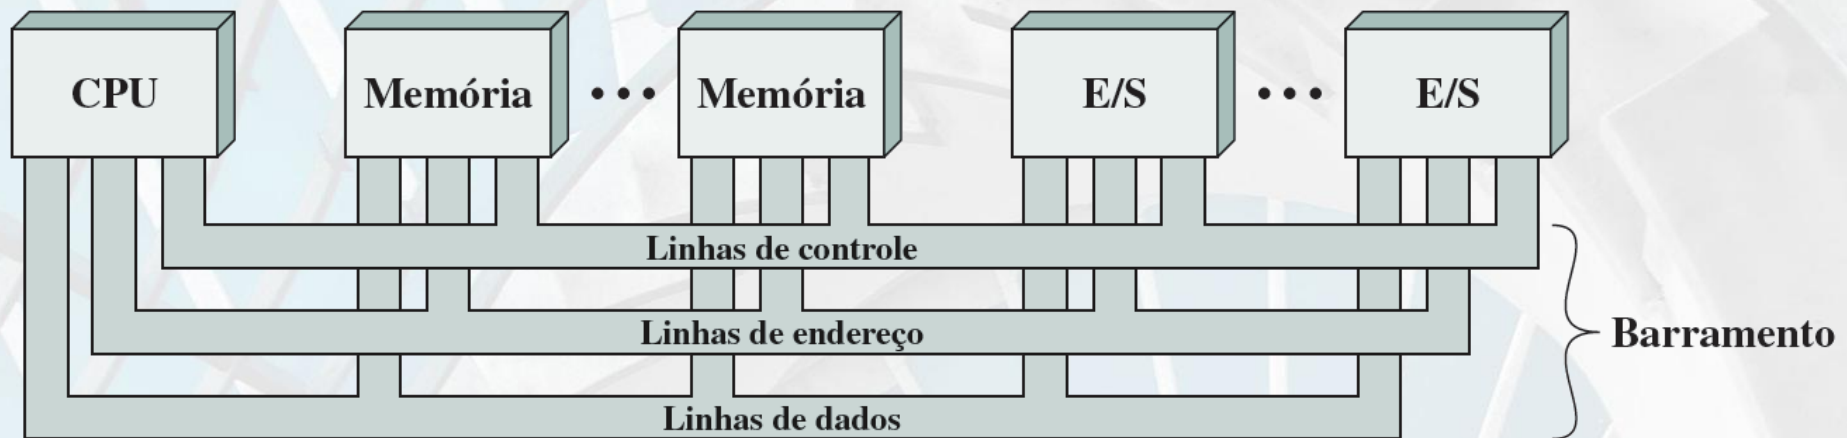 CPU
Memória
• • •
Memória
E/S
• • •
E/S
Linhas de controle
Linhas de endereço
Barramento
Linhas de dados